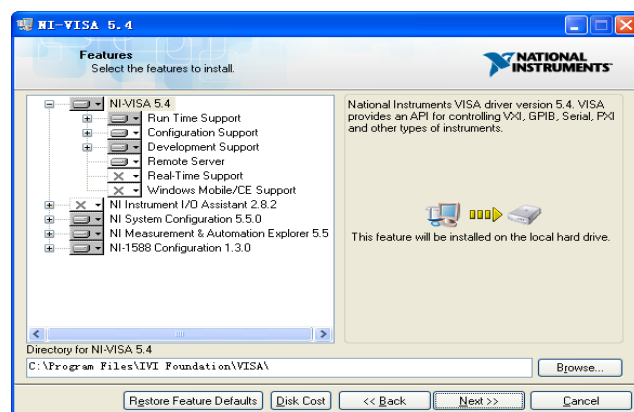 NI-VISA 5.4
Features
Select the features to install.
NATIONAL
INSTRUMENTS
NI-VISA 5.4
Run Time Support
Configuration Support
Development Support
Remote Server
Real-Time Support
Windows Mobile/CE Support
NI Instrument I/O Assistant 2.8.2
NI System Configuration 5.5.0
NI Measurement & Automation Explorer 5.5
NI-1588 Configuration 1.3.0
National Instruments VISA driver version 5.4. VISA
provides an API for controlling VXI, GPIB, Serial, PXI
and other types of instruments.
This feature will be installed on the local hard drive.
Directory for NI-VISA 5.4
C:\Program Files\IVI Foundation\VISA\
Browse...
Restore Feature Defaults
Disk Cost
<< Back
Next >>
Cancel